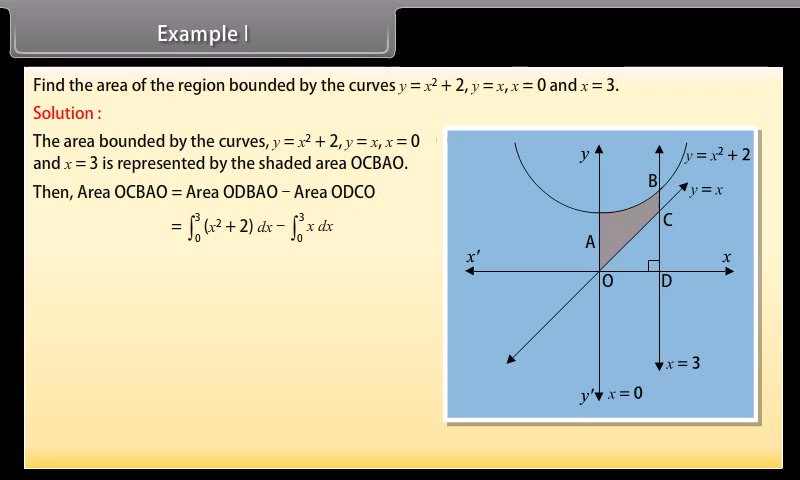 Example I
Find the area of the region bounded by the curves y = x² + 2, y = x, x = 0 and x = 3.
Solution :
The area bounded by the curves, y = x² + 2, y = x, x = 0
and x = 3 is represented by the shaded area OCBAO.
Then, Area OCBAO = Area ODBAO − Area ODCO
= ∫₀³ (x² + 2) dx − ∫₀³ x dx
y
y = x² + 2
B
y = x
C
A
x'
x
O
D
x = 3
y'
x = 0